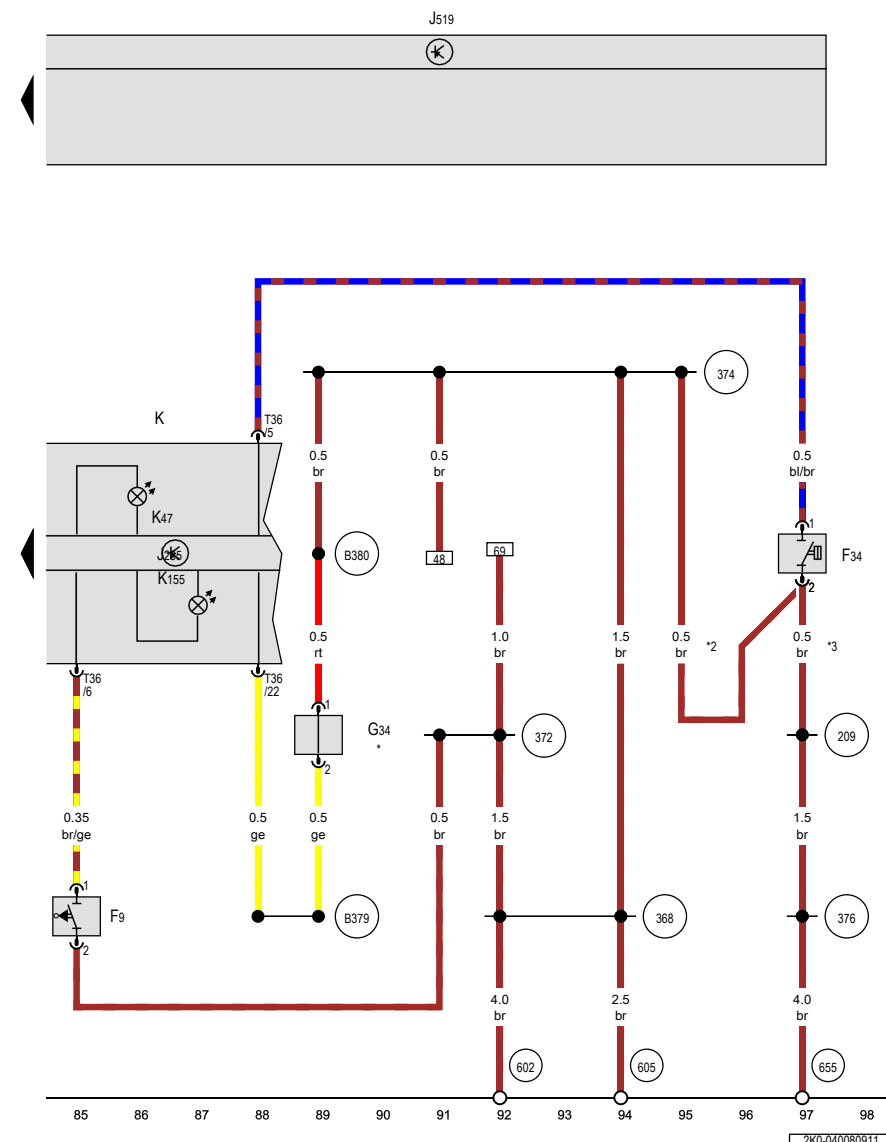 J519
374
K
T36
/5
0.5
br
0.5
br
0.5
bl/br
K47
1
69
J285
B380
48
F34
K155
2
0.5
rt
1.0
br
1.5
br
0.5
br
*2
0.5
br
*3
T36
/6
T36
/22
1
G34
*
372
209
2
0.35
br/ge
0.5
ge
0.5
ge
0.5
br
1.5
br
1.5
br
1
F9
B379
368
376
2
4.0
br
2.5
br
4.0
br
602
605
655
85 86 87 88 89 90 91 92 93 94 95 96 97 98
2K0-040080911